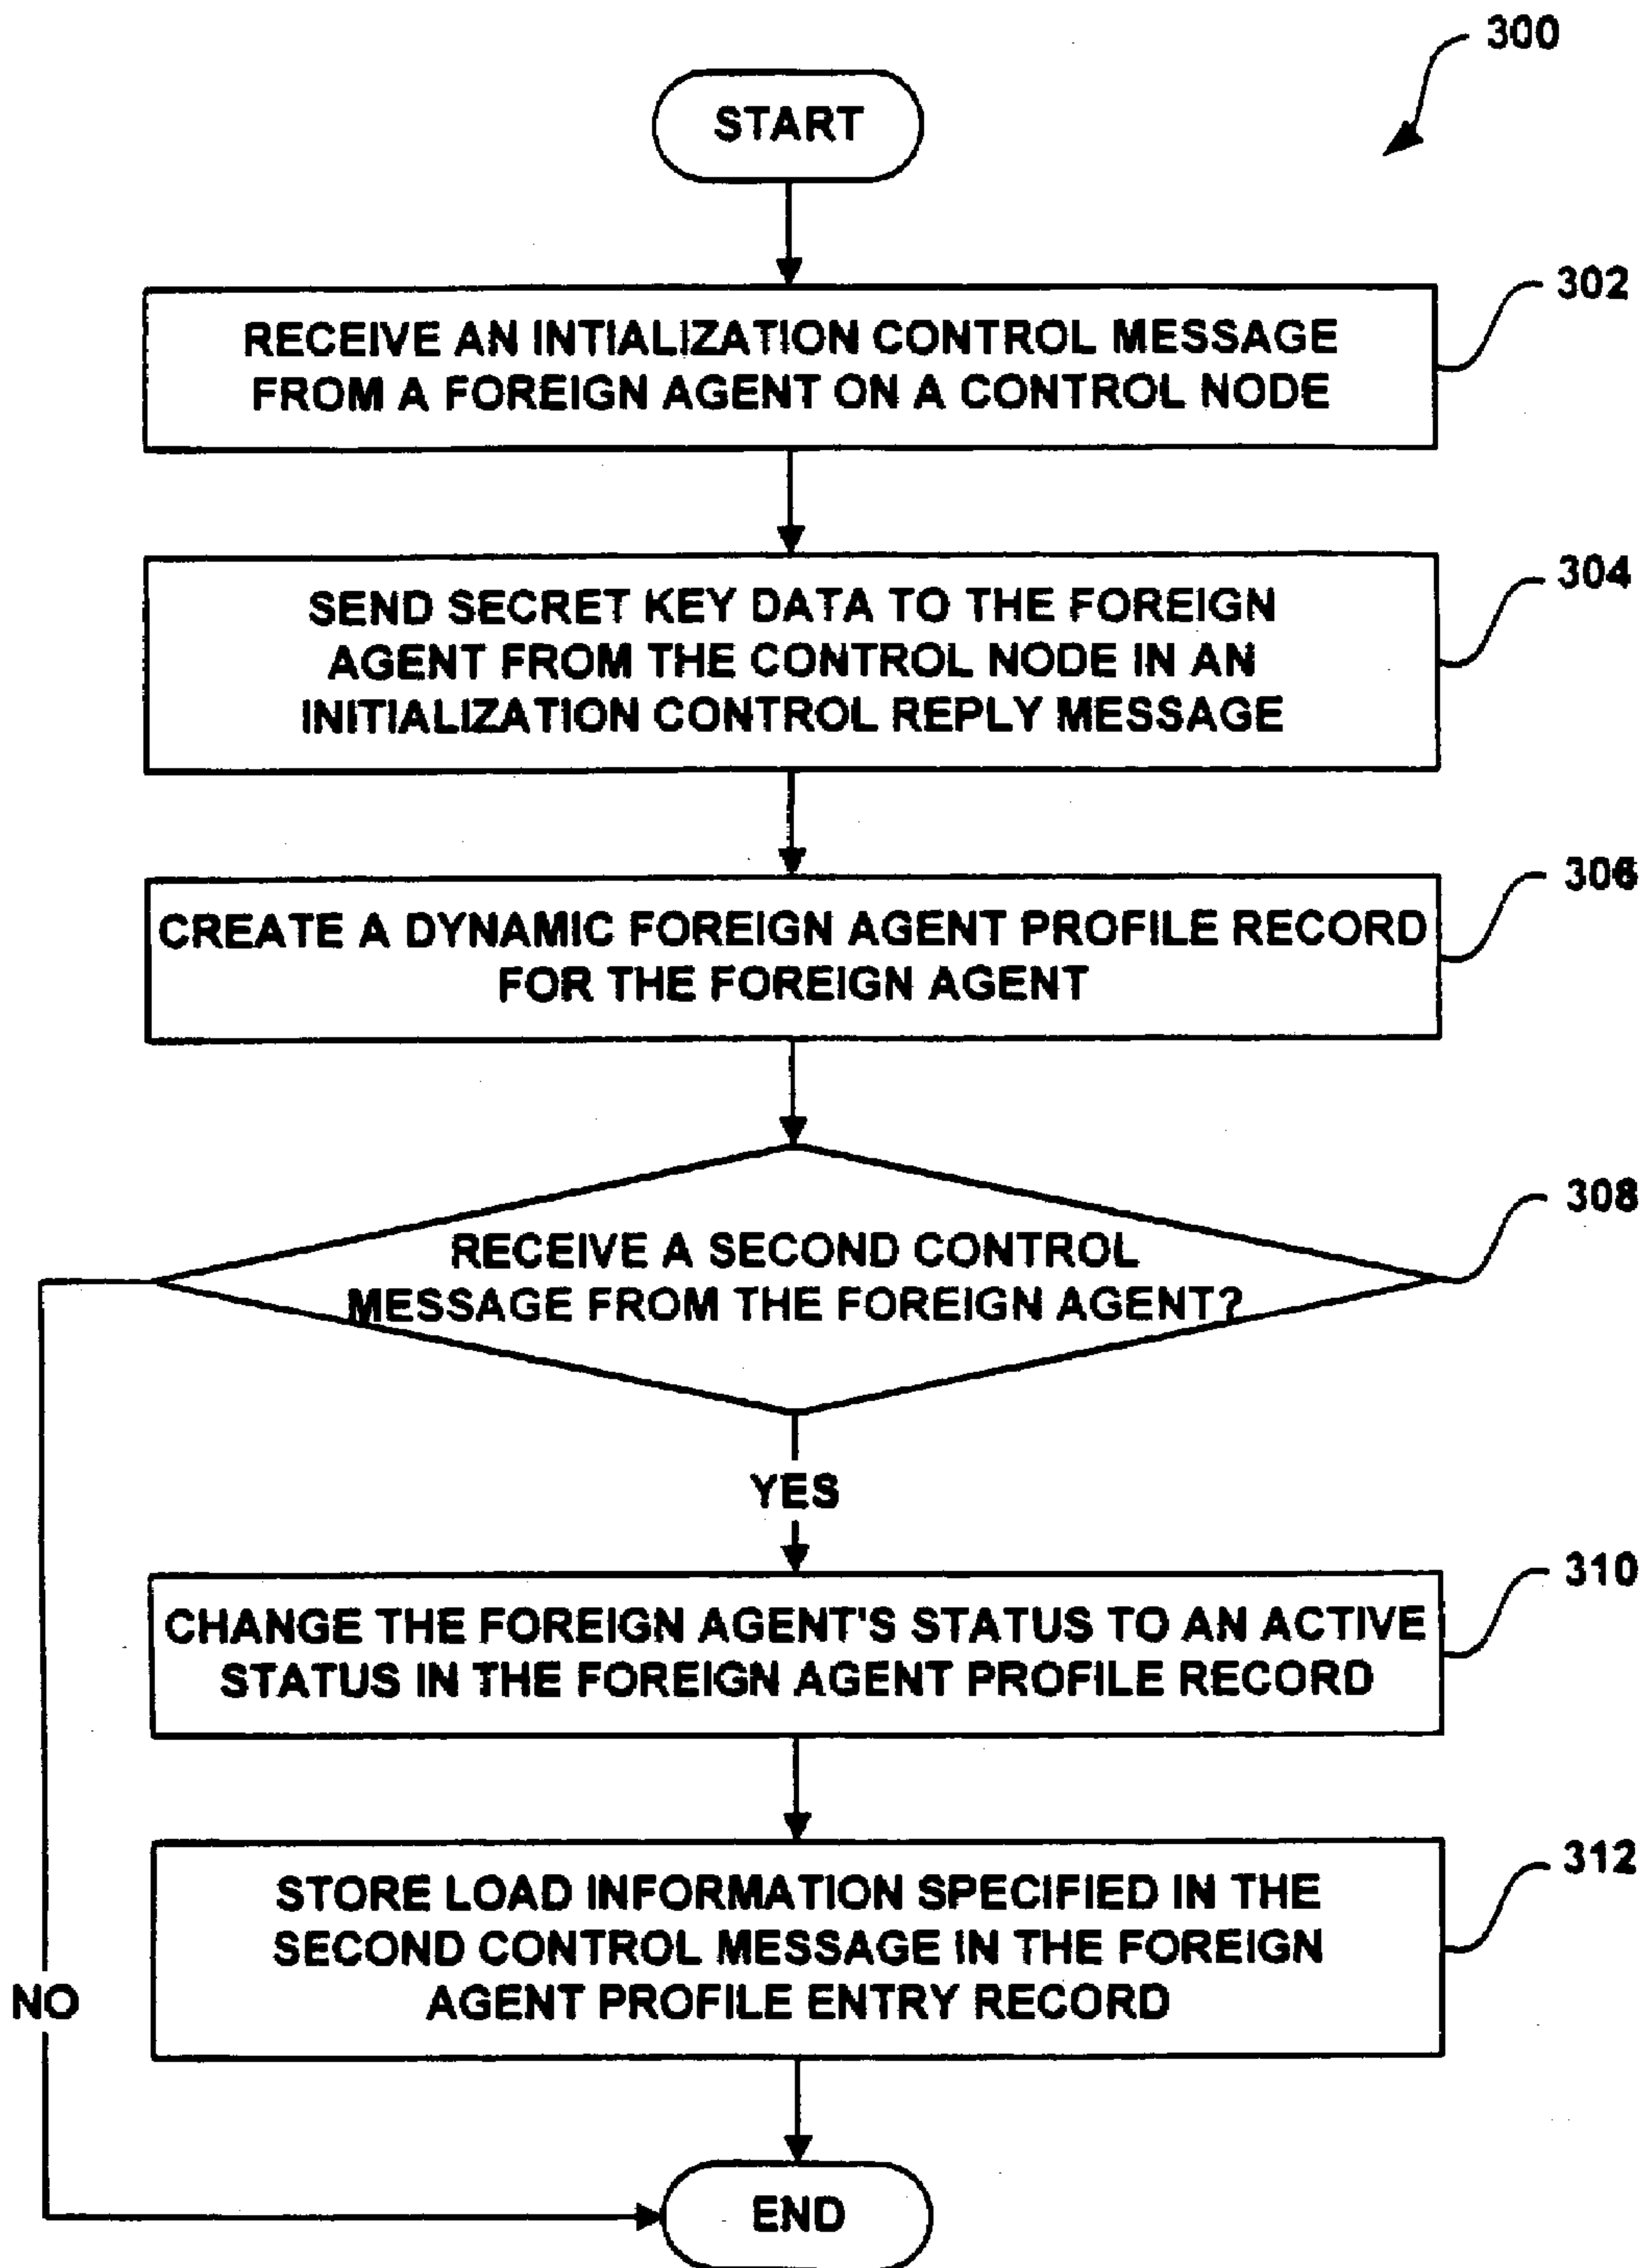 300
START
302
RECEIVE AN INTIALIZATION CONTROL MESSAGE
FROM A FOREIGN AGENT ON A CONTROL NODE
304
SEND SECRET KEY DATA TO THE FOREIGN
AGENT FROM THE CONTROL NODE IN AN
INITIALIZATION CONTROL REPLY MESSAGE
306
CREATE A DYNAMIC FOREIGN AGENT PROFILE RECORD
FOR THE FOREIGN AGENT
308
RECEIVE A SECOND CONTROL
MESSAGE FROM THE FOREIGN AGENT?
YES
310
CHANGE THE FOREIGN AGENT'S STATUS TO AN ACTIVE
STATUS IN THE FOREIGN AGENT PROFILE RECORD
312
STORE LOAD INFORMATION SPECIFIED IN THE
SECOND CONTROL MESSAGE IN THE FOREIGN
AGENT PROFILE ENTRY RECORD
NO
END